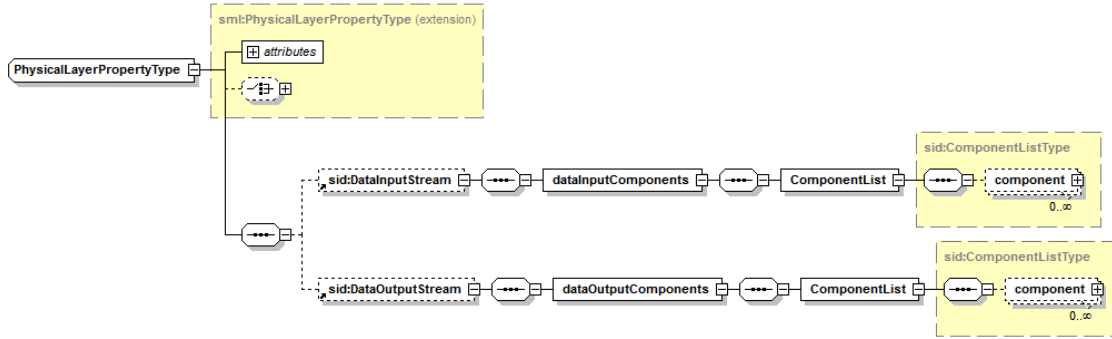 sml:PhysicalLayerPropertyType (extension)
attributes
PhysicalLayerPropertyType
sid:ComponentListType
sid:DataInputStream
dataInputComponents
ComponentList
component
0..∞
sid:ComponentListType
sid:DataOutputStream
dataOutputComponents
ComponentList
component
0..∞